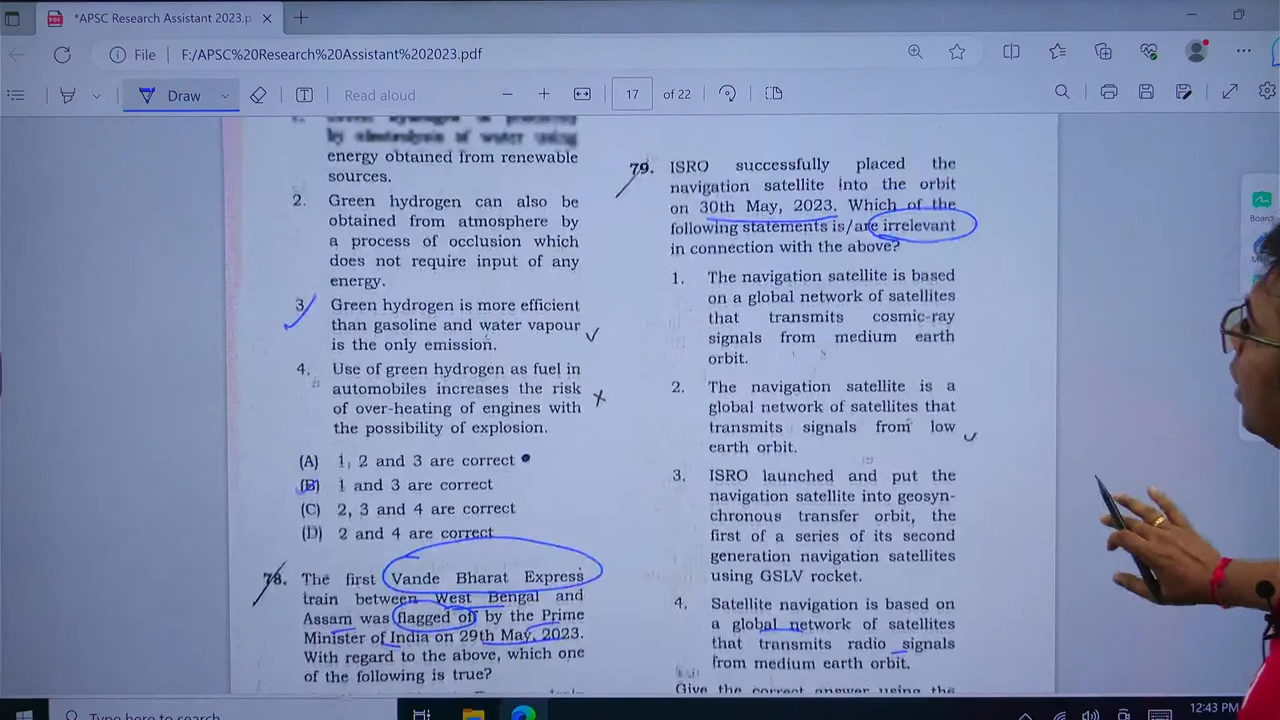 *APSC Research Assistant 2023.p
File F:/APSC%20Research%20Assistant%202023.pdf
Draw Read aloud 17 of 22
energy obtained from renewable
sources.
2. Green hydrogen can also be
obtained from atmosphere by
a process of occlusion which
does not require input of any
energy.
3 Green hydrogen is more efficient
than gasoline and water vapour
is the only emission.
4. Use of green hydrogen as fuel in
automobiles increases the risk
of over-heating of engines with
the possibility of explosion.
(A) 1, 2 and 3 are correct
(B) 1 and 3 are correct
(C) 2, 3 and 4 are correct
(D) 2 and 4 are correct
78. The first Vande Bharat Express
train between West Bengal and
Assam was flagged off by the Prime
Minister of India on 29th May, 2023.
With regard to the above, which one
of the following is true?
79. ISRO successfully placed the
navigation satellite into the orbit
on 30th May, 2023. Which of the
following statements is/are irrelevant
in connection with the above?
1. The navigation satellite is based
on a global network of satellites
that transmits cosmic-ray
signals from medium earth
orbit.
2. The navigation satellite is a
global network of satellites that
transmits signals from low
earth orbit.
3. ISRO launched and put the
navigation satellite into geosyn-
chronous transfer orbit, the
first of a series of its second
generation navigation satellites
using GSLV rocket.
4. Satellite navigation is based on
a global network of satellites
that transmits radio signals
from medium earth orbit.
Give the correct answer using the
Board
Type here to search
12:43 PM